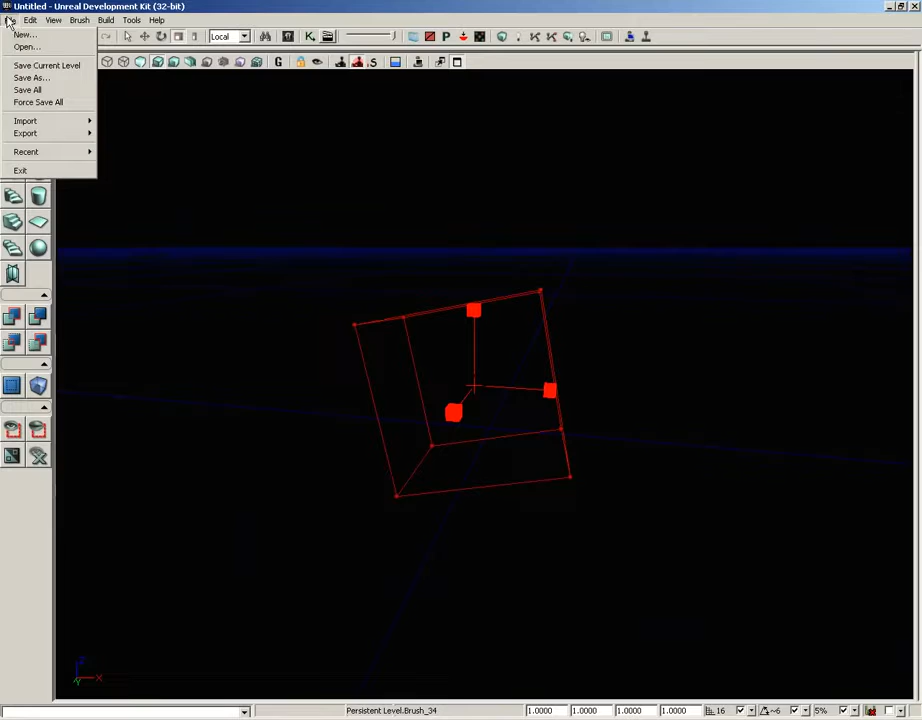 Untitled - Unreal Development Kit (32-bit)
Edit View Brush Build Tools Help
New...
Open...
Save Current Level
Save As...
Save All
Force Save All
Import
Export
Recent
Exit
Local
G
K
P
S
Z
X
Y
Persistent Level.Brush_34
1.0000 1.0000 1.0000 1.0000
16
~6
5%